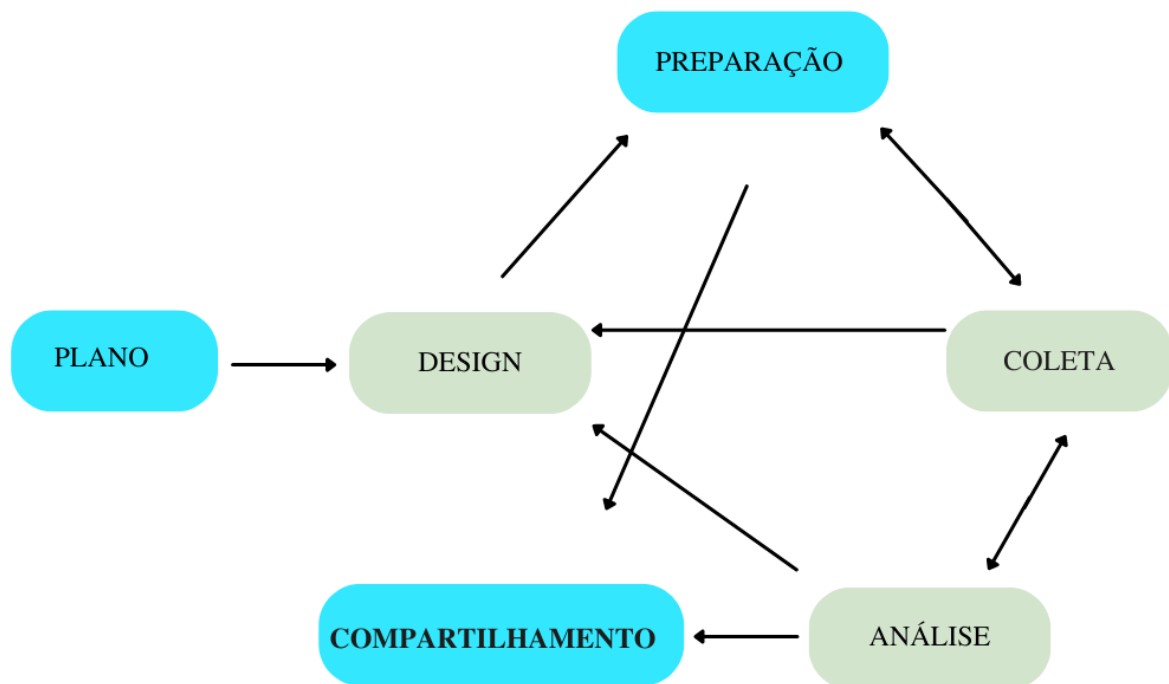 PREPARAÇÃO
PLANO
DESIGN
COLETA
COMPARTILHAMENTO
ANÁLISE